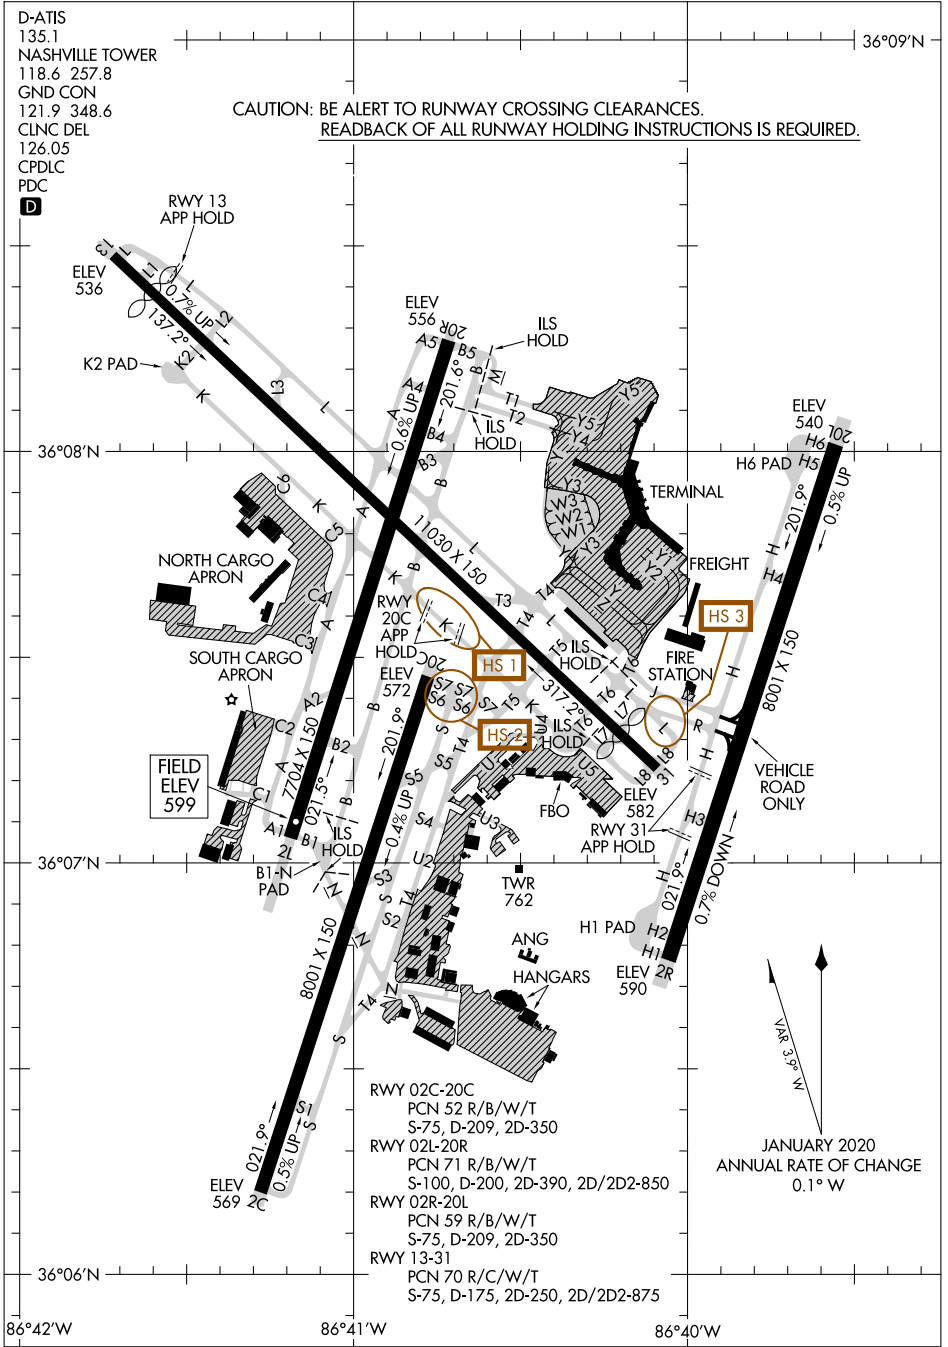 D-ATIS
135.1
NASHVILLE TOWER
118.6 257.8
GND CON
121.9 348.6
CLNC DEL
126.05
CPDLC
PDC
D
36°09'N
CAUTION: BE ALERT TO RUNWAY CROSSING CLEARANCES.
READBACK OF ALL RUNWAY HOLDING INSTRUCTIONS IS REQUIRED.
RWY 13
APP HOLD
13
L
L1
L
ELEV
536
0.7% UP
137.2°
L2
K2
K2 PAD
K
L3
L
ELEV
556
20R
A5
B5
ILS
HOLD
B
M
A4
A
201.6°
0.6% UP
B4
B3
B
T1
T2
ILS
HOLD
Y5
Y5
Y4
Y3
W3
W2
W1
Y3
Y
Y1
Y2
Y
Z
TERMINAL
FREIGHT
ELEV
540
20L
H6
H5
H6 PAD
201.9°
0.5% UP
36°08'N
H
H4
C6
K
C5
A
11030 X 150
L
K
B
NORTH CARGO
APRON
C4
A
C3
RWY
20C
APP
HOLD
K
T3
T4
T4
L
T5
ILS
HOLD
T6
HS 1
HS 3
8001 X 150
FIRE
STATION
H
SOUTH CARGO
APRON
ELEV
572
20C
S7
S7
S6
S6
S7
T5
K
317.2°
T6
T6
L7
L
L
R
HS 2
ILS
HOLD
U4
A2
C2
7704 X 150
021.5°
B2
B
201.9°
0.4% UP
S
S5
S5
T4
U
U5
N
FBO
L8
L8
31
ELEV
582
H
VEHICLE
ROAD
ONLY
FIELD
ELEV
599
A
C1
A1
2L
B1
B
ILS
HOLD
B1-N
PAD
S4
U3
U2
RWY 31
APP HOLD
H3
36°07'N
TWR
762
S3
S
T4
S2
N
N
H
021.9°
0.7% DOWN
H1 PAD
H2
H1
2R
ELEV
590
ANG
HANGARS
8001 X 150
N
T4
S
VAR 3.9° W
S1
S
021.9°
0.5% UP
ELEV
569
2C
RWY 02C-20C
PCN 52 R/B/W/T
S-75, D-209, 2D-350
RWY 02L-20R
PCN 71 R/B/W/T
S-100, D-200, 2D-390, 2D/2D2-850
RWY 02R-20L
PCN 59 R/B/W/T
S-75, D-209, 2D-350
RWY 13-31
PCN 70 R/C/W/T
S-75, D-175, 2D-250, 2D/2D2-875
JANUARY 2020
ANNUAL RATE OF CHANGE
0.1° W
36°06'N
86°42'W
86°41'W
86°40'W